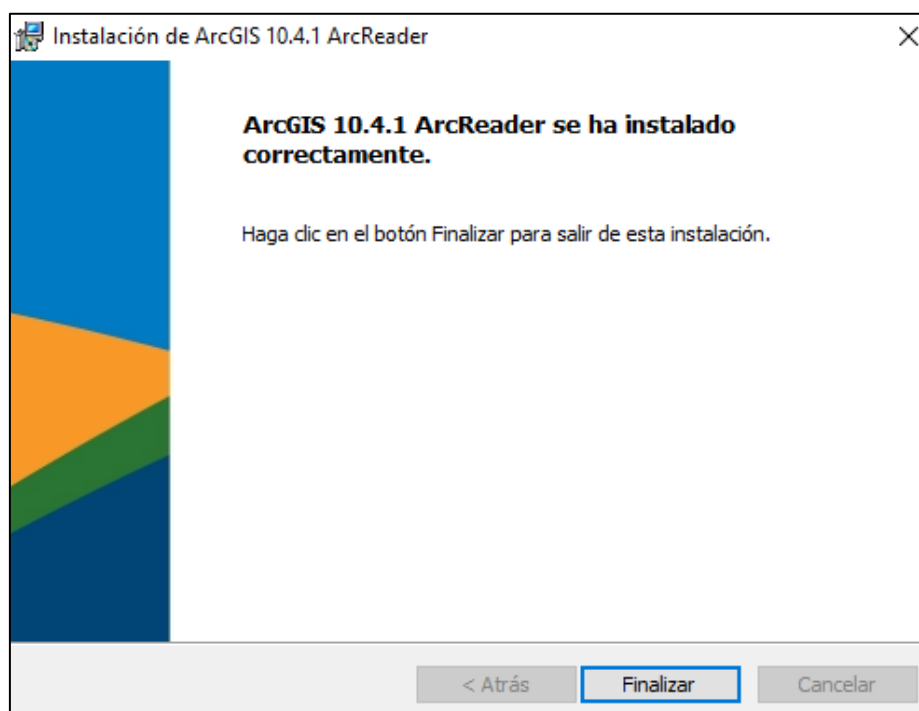 Instalación de ArcGIS 10.4.1 ArcReader
ArcGIS 10.4.1 ArcReader se ha instalado
correctamente.
Haga clic en el botón Finalizar para salir de esta instalación.
< Atrás
Finalizar
Cancelar